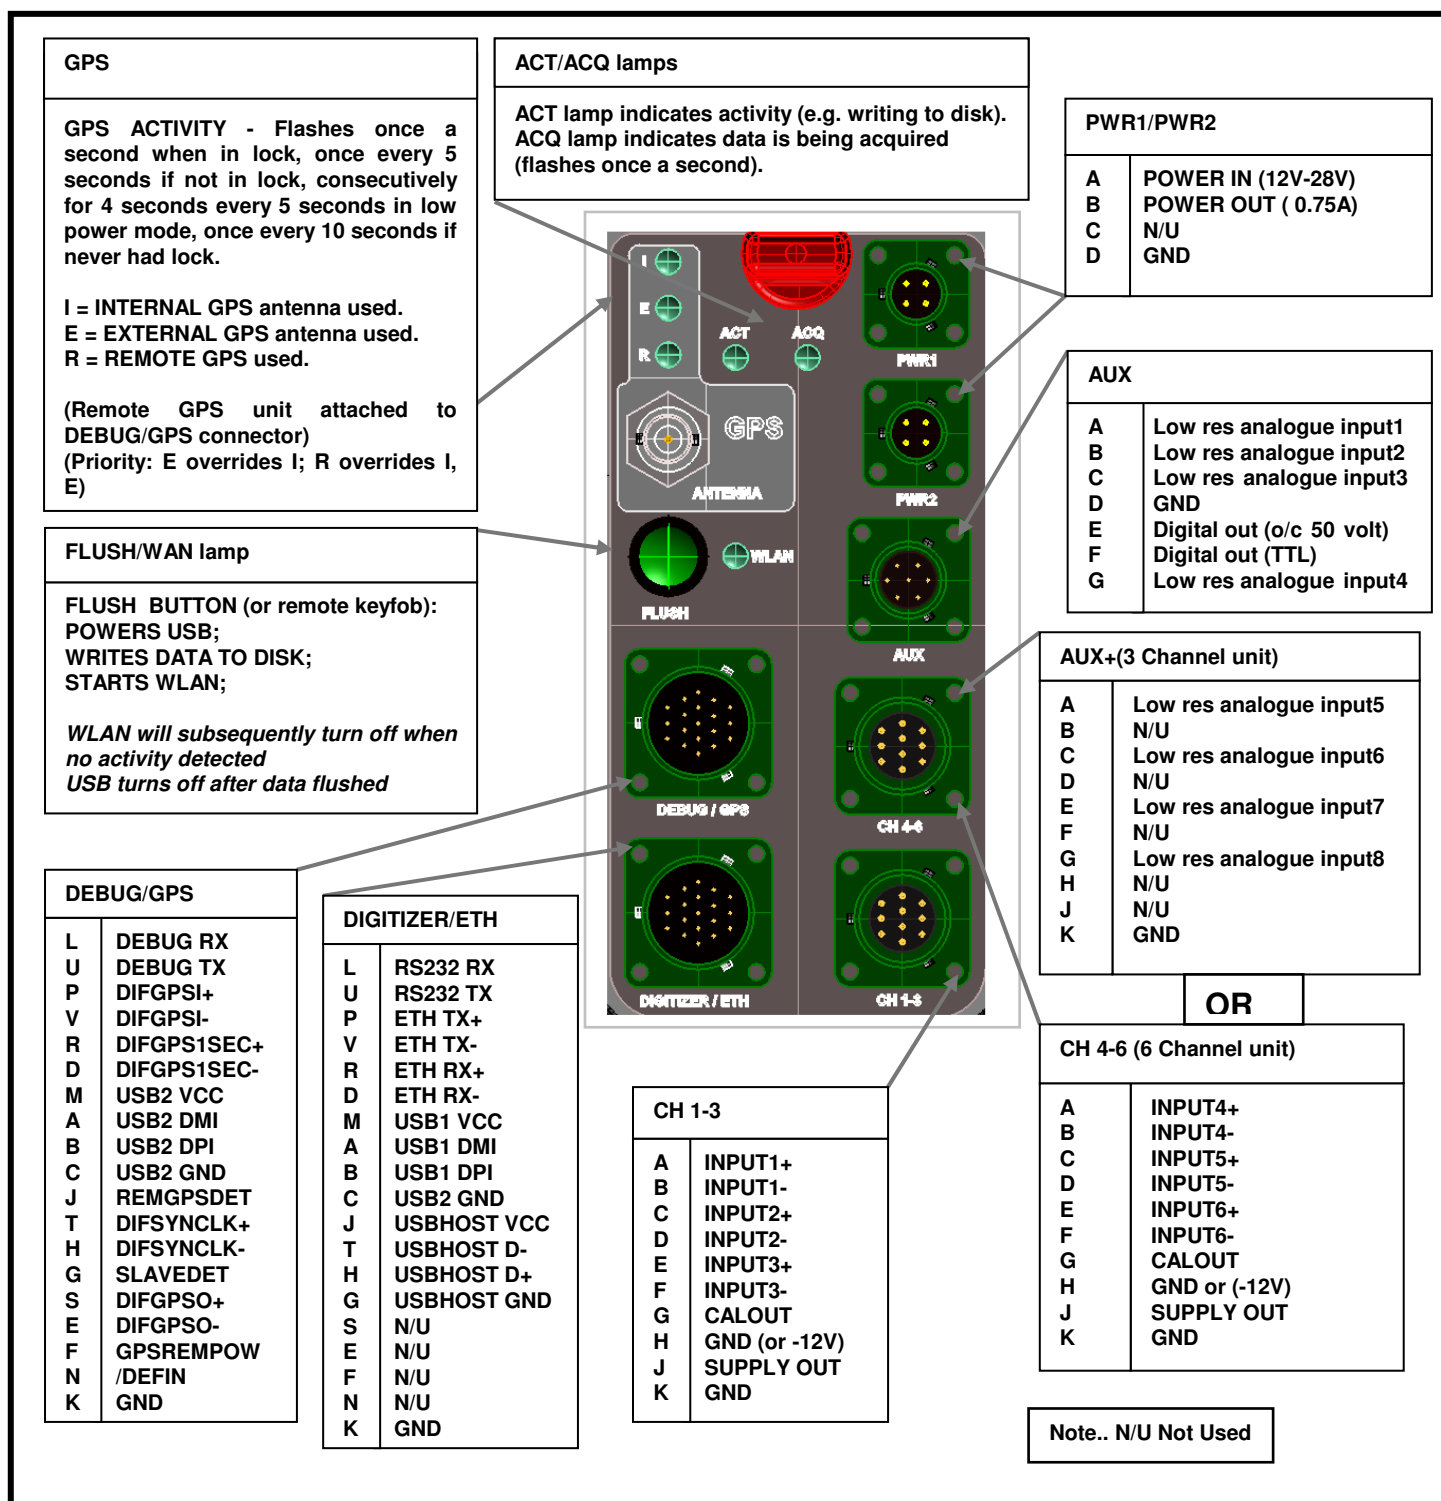 GPS
GPS ACTIVITY - Flashes once a
second when in lock, once every 5
seconds if not in lock, consecutively
for 4 seconds every 5 seconds in low
power mode, once every 10 seconds if
never had lock.
I = INTERNAL GPS antenna used.
E = EXTERNAL GPS antenna used.
R = REMOTE GPS used.
(Remote GPS unit attached to
DEBUG/GPS connector)
(Priority: E overrides I; R overrides I,
E)
ACT/ACQ lamps
ACT lamp indicates activity (e.g. writing to disk).
ACQ lamp indicates data is being acquired
(flashes once a second).
PWR1/PWR2
A POWER IN (12V-28V)
B POWER OUT ( 0.75A)
C N/U
D GND
I
E
R
ACT
ACQ
PWR1
GPS
ANTENNA
PWR2
FLUSH
WLAN
AUX
DEBUG / GPS
CH 4-6
DIGITIZER / ETH
CH 1-3
AUX
A Low res analogue input1
B Low res analogue input2
C Low res analogue input3
D GND
E Digital out (o/c 50 volt)
F Digital out (TTL)
G Low res analogue input4
FLUSH/WAN lamp
FLUSH BUTTON (or remote keyfob):
POWERS USB;
WRITES DATA TO DISK;
STARTS WLAN;
WLAN will subsequently turn off when
no activity detected
USB turns off after data flushed
AUX+(3 Channel unit)
A Low res analogue input5
B N/U
C Low res analogue input6
D N/U
E Low res analogue input7
F N/U
G Low res analogue input8
H N/U
J N/U
K GND
OR
CH 4-6 (6 Channel unit)
A INPUT4+
B INPUT4-
C INPUT5+
D INPUT5-
E INPUT6+
F INPUT6-
G CALOUT
H GND or (-12V)
J SUPPLY OUT
K GND
DEBUG/GPS
L DEBUG RX
U DEBUG TX
P DIFGPSI+
V DIFGPSI-
R DIFGPS1SEC+
D DIFGPS1SEC-
M USB2 VCC
A USB2 DMI
B USB2 DPI
C USB2 GND
J REMGPSDET
T DIFSYNCLK+
H DIFSYNCLK-
G SLAVEDET
S DIFGPSO+
E DIFGPSO-
F GPSREMPOW
N /DEFIN
K GND
DIGITIZER/ETH
L RS232 RX
U RS232 TX
P ETH TX+
V ETH TX-
R ETH RX+
D ETH RX-
M USB1 VCC
A USB1 DMI
B USB1 DPI
C USB2 GND
J USBHOST VCC
T USBHOST D-
H USBHOST D+
G USBHOST GND
S N/U
E N/U
F N/U
N N/U
K GND
CH 1-3
A INPUT1+
B INPUT1-
C INPUT2+
D INPUT2-
E INPUT3+
F INPUT3-
G CALOUT
H GND (or -12V)
J SUPPLY OUT
K GND
Note.. N/U Not Used